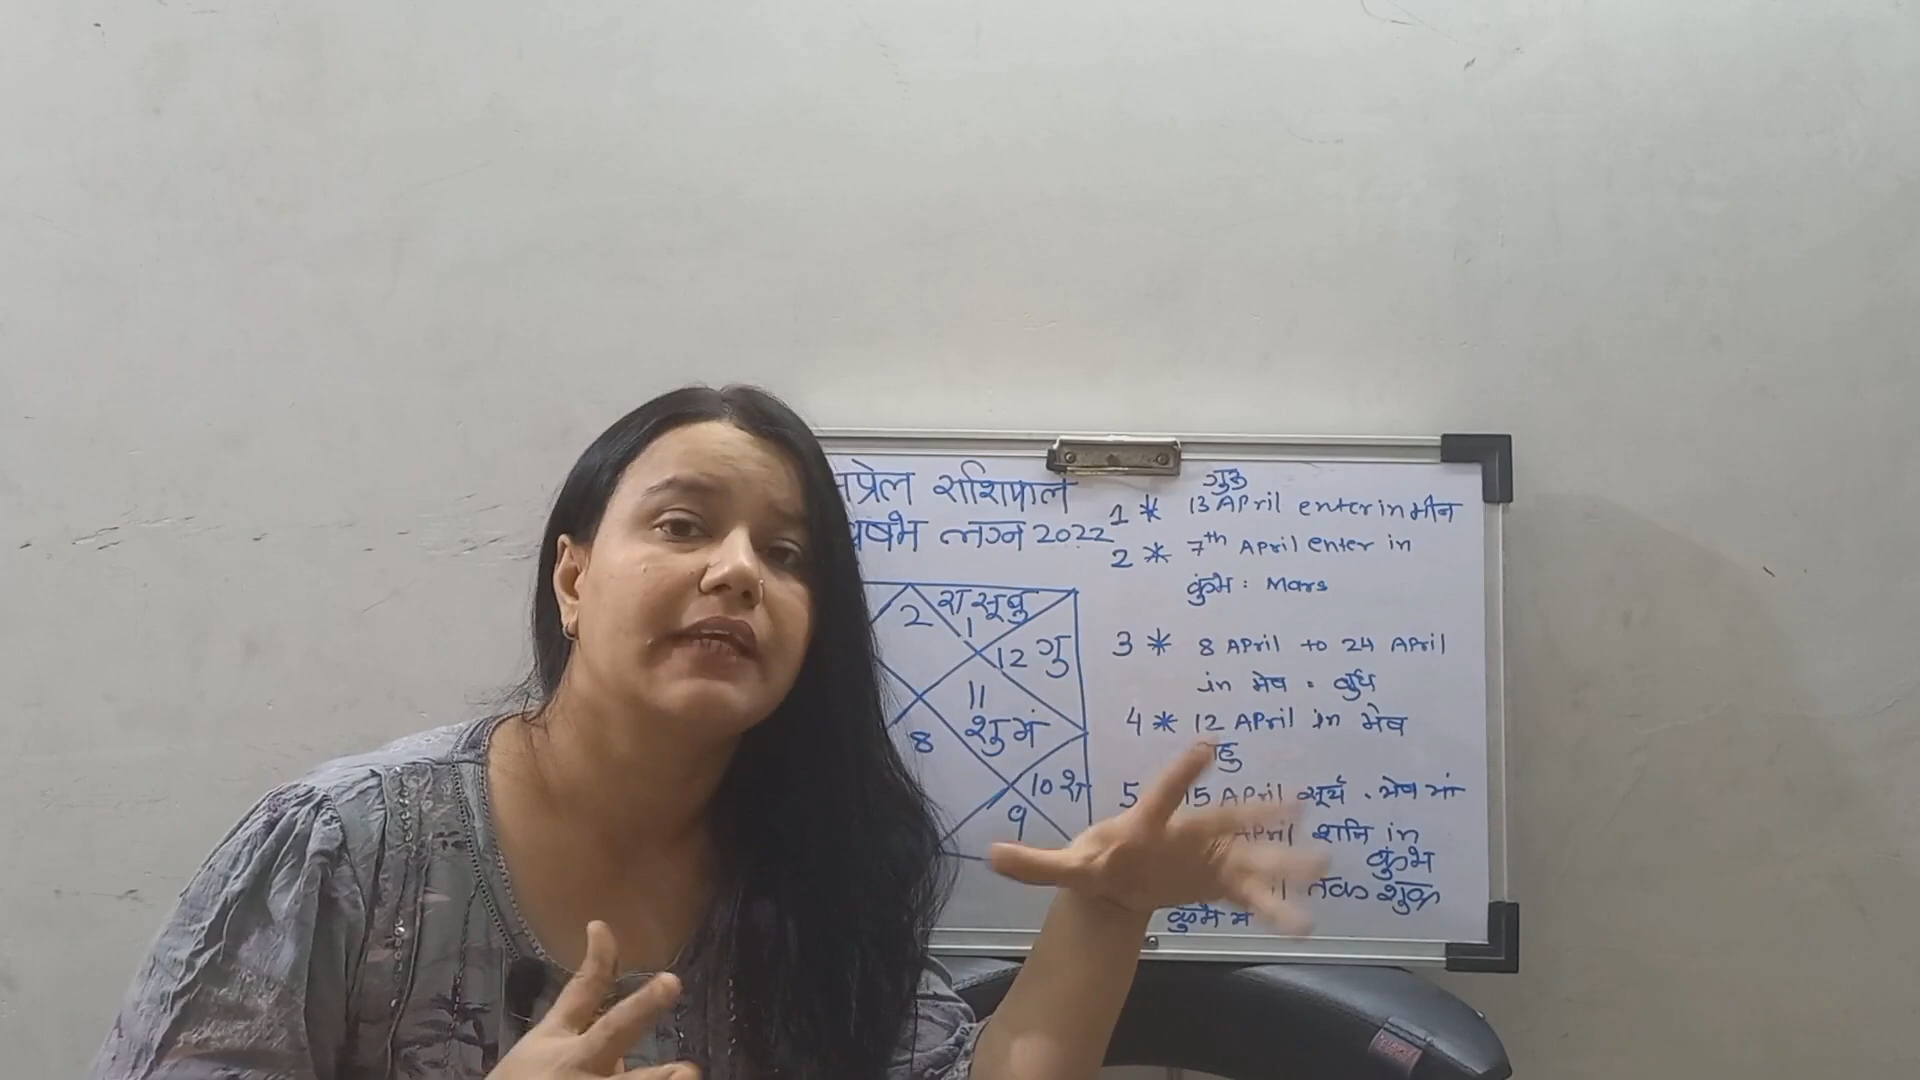 राशिफल
लग्न 2022
2
रा सू बु
1
12 गु
11
शु मं
8
10 श
9
गुरु
1 * 13 APril enter in मीन
2 * 7th April enter in
कुंभ : Mars
3 * 8 APril to 24 APril
in मेष = बुध
4 * 12 APril in मेष
5 15 APril सूर्य . मेष मां
APril शनि in
कुंभ
तक शुक्र
कुंभ म